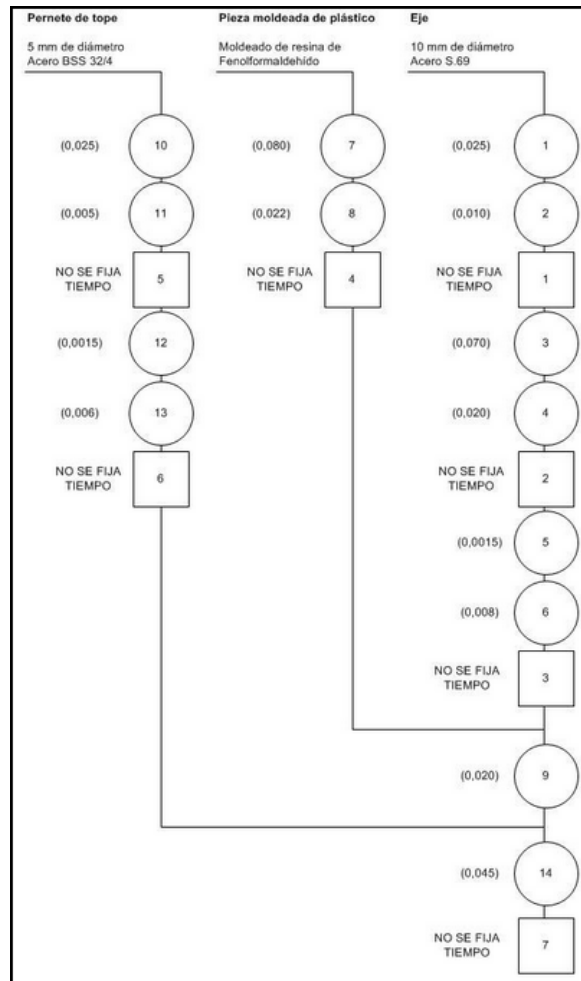 Pernete de tope
5 mm de diámetro
Acero BSS 32/4
(0,025)
10
(0,005)
11
NO SE FIJA
TIEMPO
5
(0,0015)
12
(0,006)
13
NO SE FIJA
TIEMPO
6
Pieza moldeada de plástico
Moldeado de resina de
Fenolformaldehído
(0,080)
7
(0,022)
8
NO SE FIJA
TIEMPO
4
Eje
10 mm de diámetro
Acero S.69
(0,025)
1
(0,010)
2
NO SE FIJA
TIEMPO
1
(0,070)
3
(0,020)
4
NO SE FIJA
TIEMPO
2
(0,0015)
5
(0,008)
6
NO SE FIJA
TIEMPO
3
(0,020)
9
(0,045)
14
NO SE FIJA
TIEMPO
7